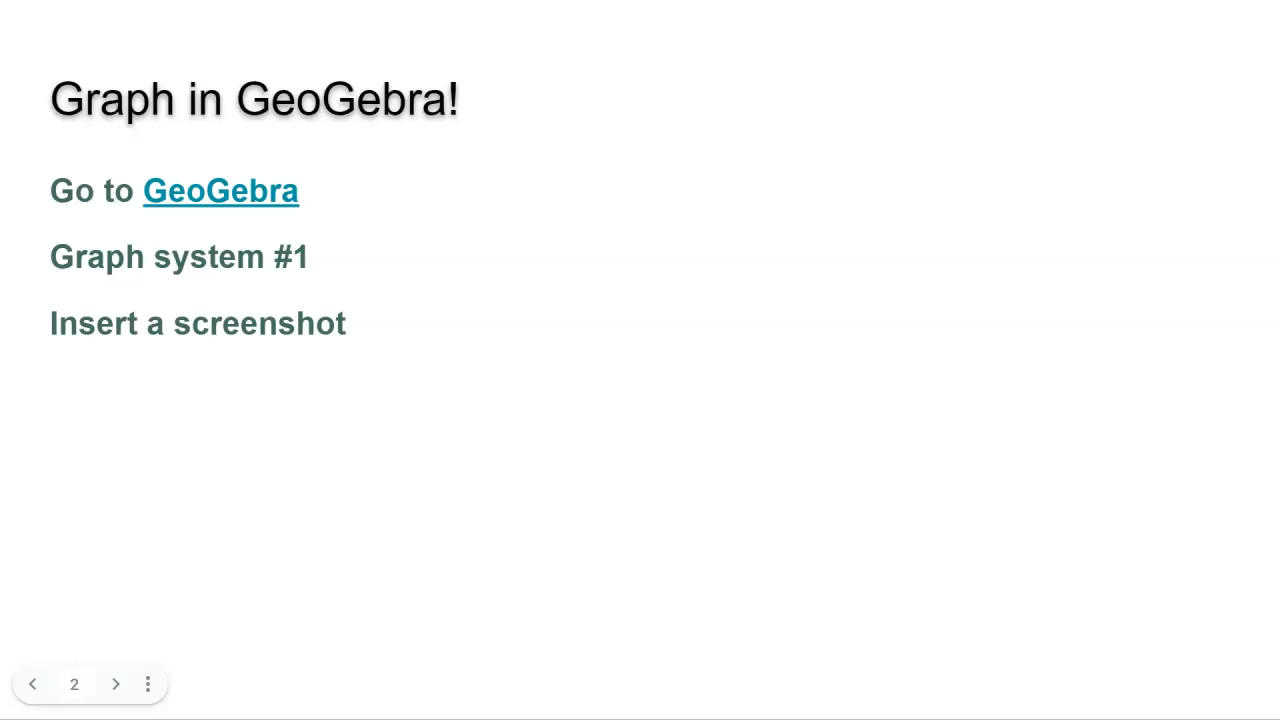 Graph in GeoGebra!
Go to GeoGebra
Graph system #1
Insert a screenshot
2